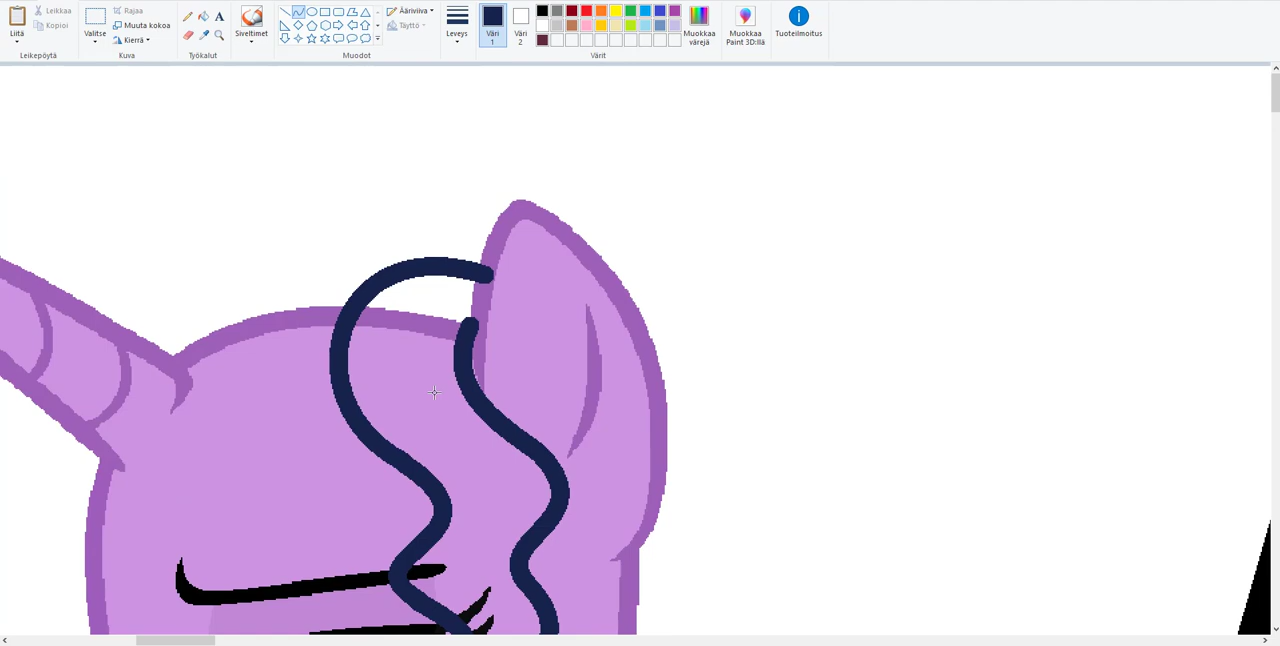 Liitä
Leikkaa
Kopioi
Leikepöytä
Valitse
Rajaa
Muuta kokoa
Kierrä
Kuva
A
Työkalut
Siveltimet
Ääriviiva
Täyttö
Muodot
Leveys
Väri
1
Väri
2
Värit
Muokkaa
värejä
Muokkaa
Paint 3D:llä
Tuoteilmoitus